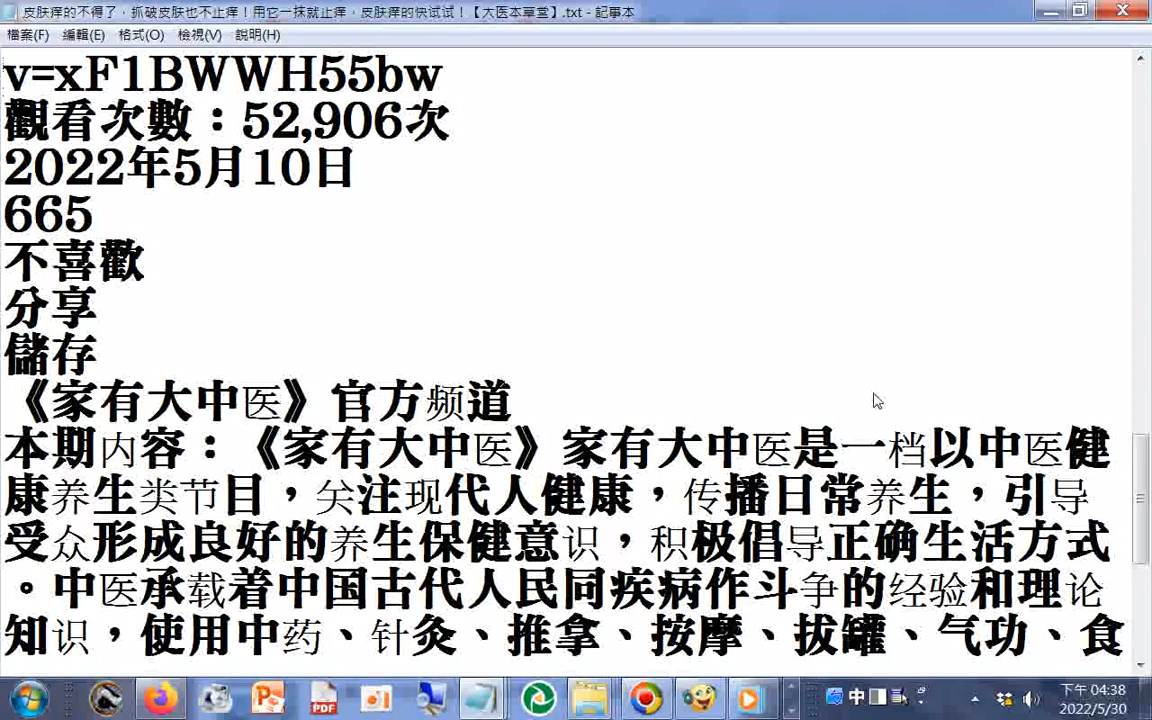 皮肤痒的不得了，抓破皮肤也不止痒！用它一抹就止痒，皮肤痒的快试试！【大医本草堂】.txt - 記事本
檔案(F) 編輯(E) 格式(O) 檢視(V) 說明(H)
v=xF1BWWH55bw
觀看次數：52,906次
2022年5月10日
665
不喜歡
分享
儲存
《家有大中医》官方频道
本期内容：《家有大中医》家有大中医是一档以中医健
康养生类节目，关注现代人健康，传播日常养生，引导
受众形成良好的养生保健意识，积极倡导正确生活方式
。中医承载着中国古代人民同疾病作斗争的经验和理论
知识，使用中药、针灸、推拿、按摩、拔罐、气功、食
PDF
中
下午 04:38
2022/5/30